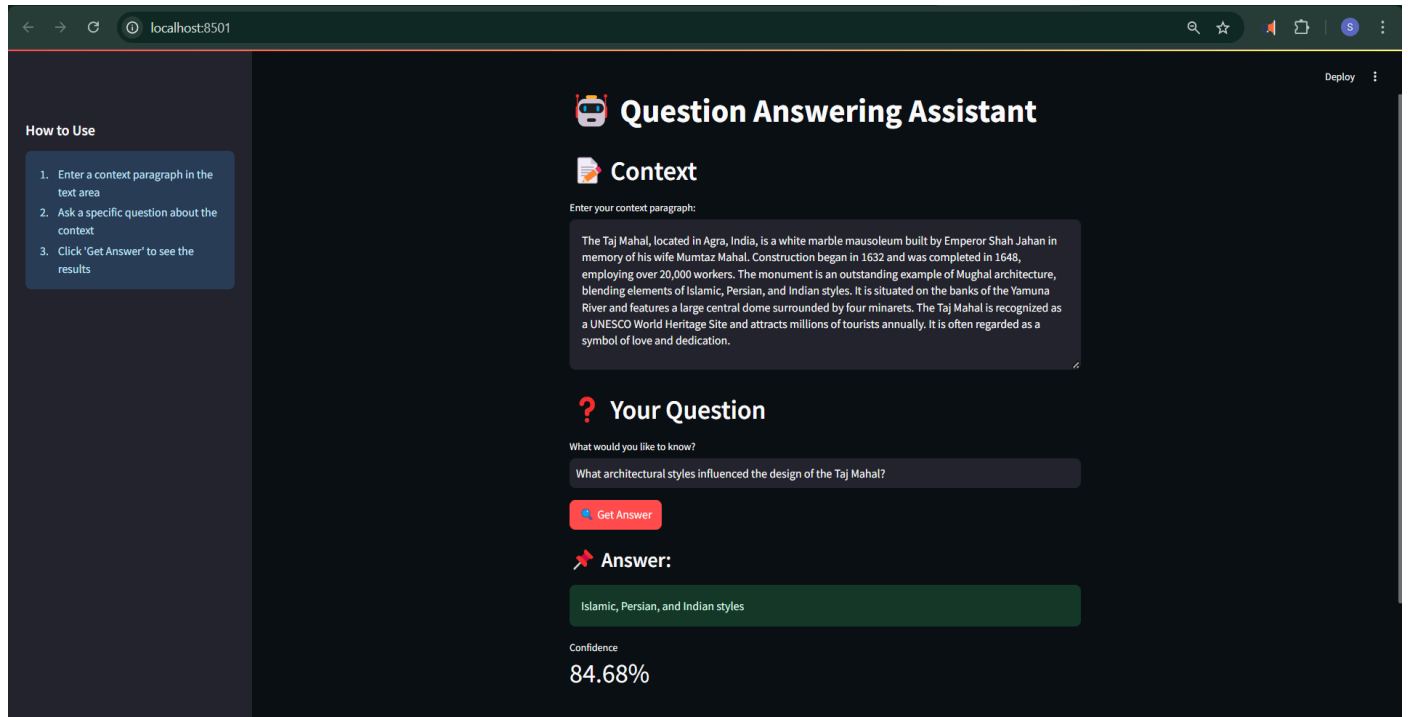 localhost:8501
S
Deploy
How to Use
1. Enter a context paragraph in the
text area
2. Ask a specific question about the
context
3. Click 'Get Answer' to see the
results
Question Answering Assistant
Context
Enter your context paragraph:
The Taj Mahal, located in Agra, India, is a white marble mausoleum built by Emperor Shah Jahan in
memory of his wife Mumtaz Mahal. Construction began in 1632 and was completed in 1648,
employing over 20,000 workers. The monument is an outstanding example of Mughal architecture,
blending elements of Islamic, Persian, and Indian styles. It is situated on the banks of the Yamuna
River and features a large central dome surrounded by four minarets. The Taj Mahal is recognized as
a UNESCO World Heritage Site and attracts millions of tourists annually. It is often regarded as a
symbol of love and dedication.
❓ Your Question
What would you like to know?
What architectural styles influenced the design of the Taj Mahal?
Get Answer
Answer:
Islamic, Persian, and Indian styles
Confidence
84.68%